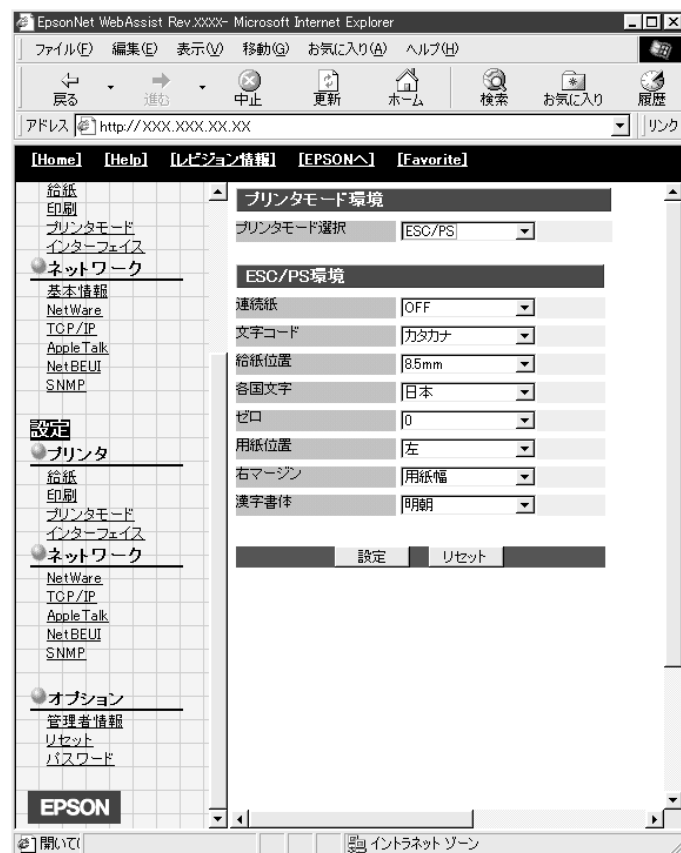 EpsonNet WebAssist Rev.XXXX- Microsoft Internet Explorer
ファイル(F) 編集(E) 表示(V) 移動(G) お気に入り(A) ヘルプ(H)
戻る 進む 中止 更新 ホーム 検索 お気に入り 履歴
アドレス http://XXX.XXX.XX.XX リンク
[Home] [Help] [レビジョン情報] [EPSONへ] [Favorite]
給紙
印刷
プリンタモード
インターフェイス
ネットワーク
基本情報
NetWare
TCP/IP
AppleTalk
NetBEUI
SNMP
設定
プリンタ
給紙
印刷
プリンタモード
インターフェイス
ネットワーク
NetWare
TCP/IP
AppleTalk
NetBEUI
SNMP
オプション
管理者情報
リセット
パスワード
EPSON
プリンタモード環境
プリンタモード選択 ESC/PS
ESC/PS環境
連続紙 OFF
文字コード カタカナ
給紙位置 8.5mm
各国文字 日本
ゼロ 0
用紙位置 左
右マージン 用紙幅
漢字書体 明朝
設定 リセット
開いて(
イントラネット ゾーン